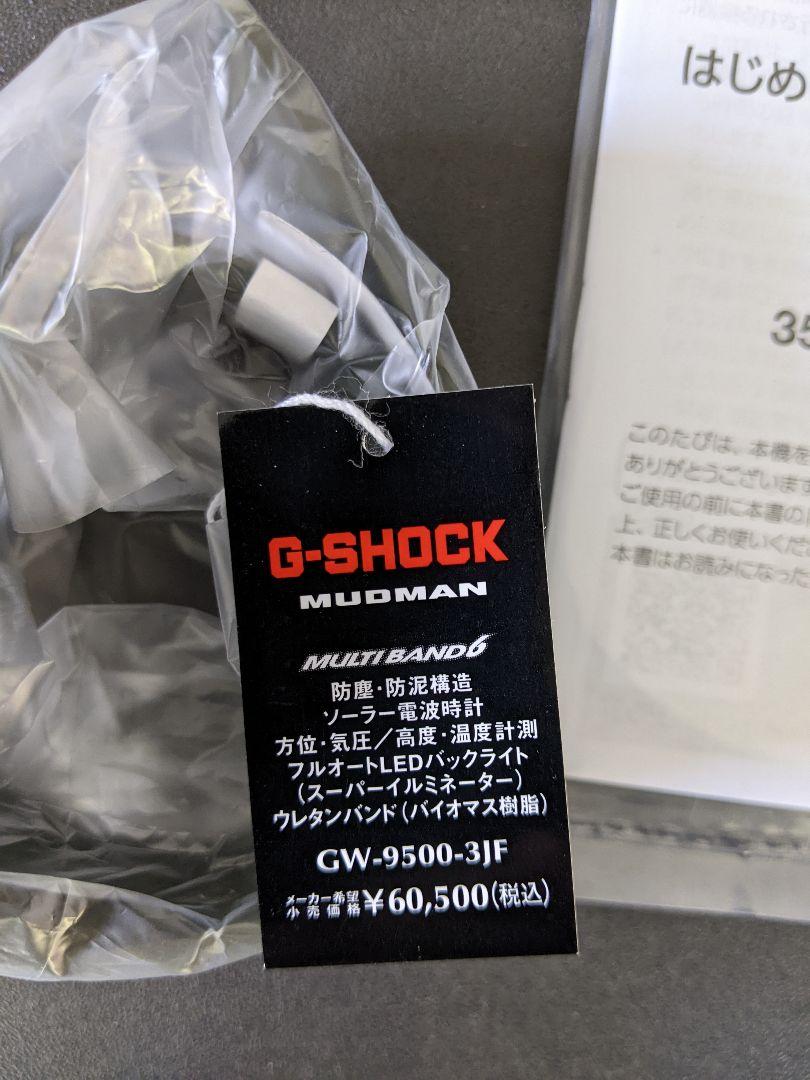 G-SHOCK
MUDMAN
MULTI BAND 6
防塵・防泥構造
ソーラー電波時計
方位・気圧／高度・温度計測
フルオートLEDバックライト
（スーパーイルミネーター）
ウレタンバンド（バイオマス樹脂）
GW-9500-3JF
メーカー希望
小売価格 ￥60,500(税込)
はじめ
35
このたびは、本機を
ありがとうございます
ご使用の前に本書の
上、正しくお使いくだ
本書はお読みになった